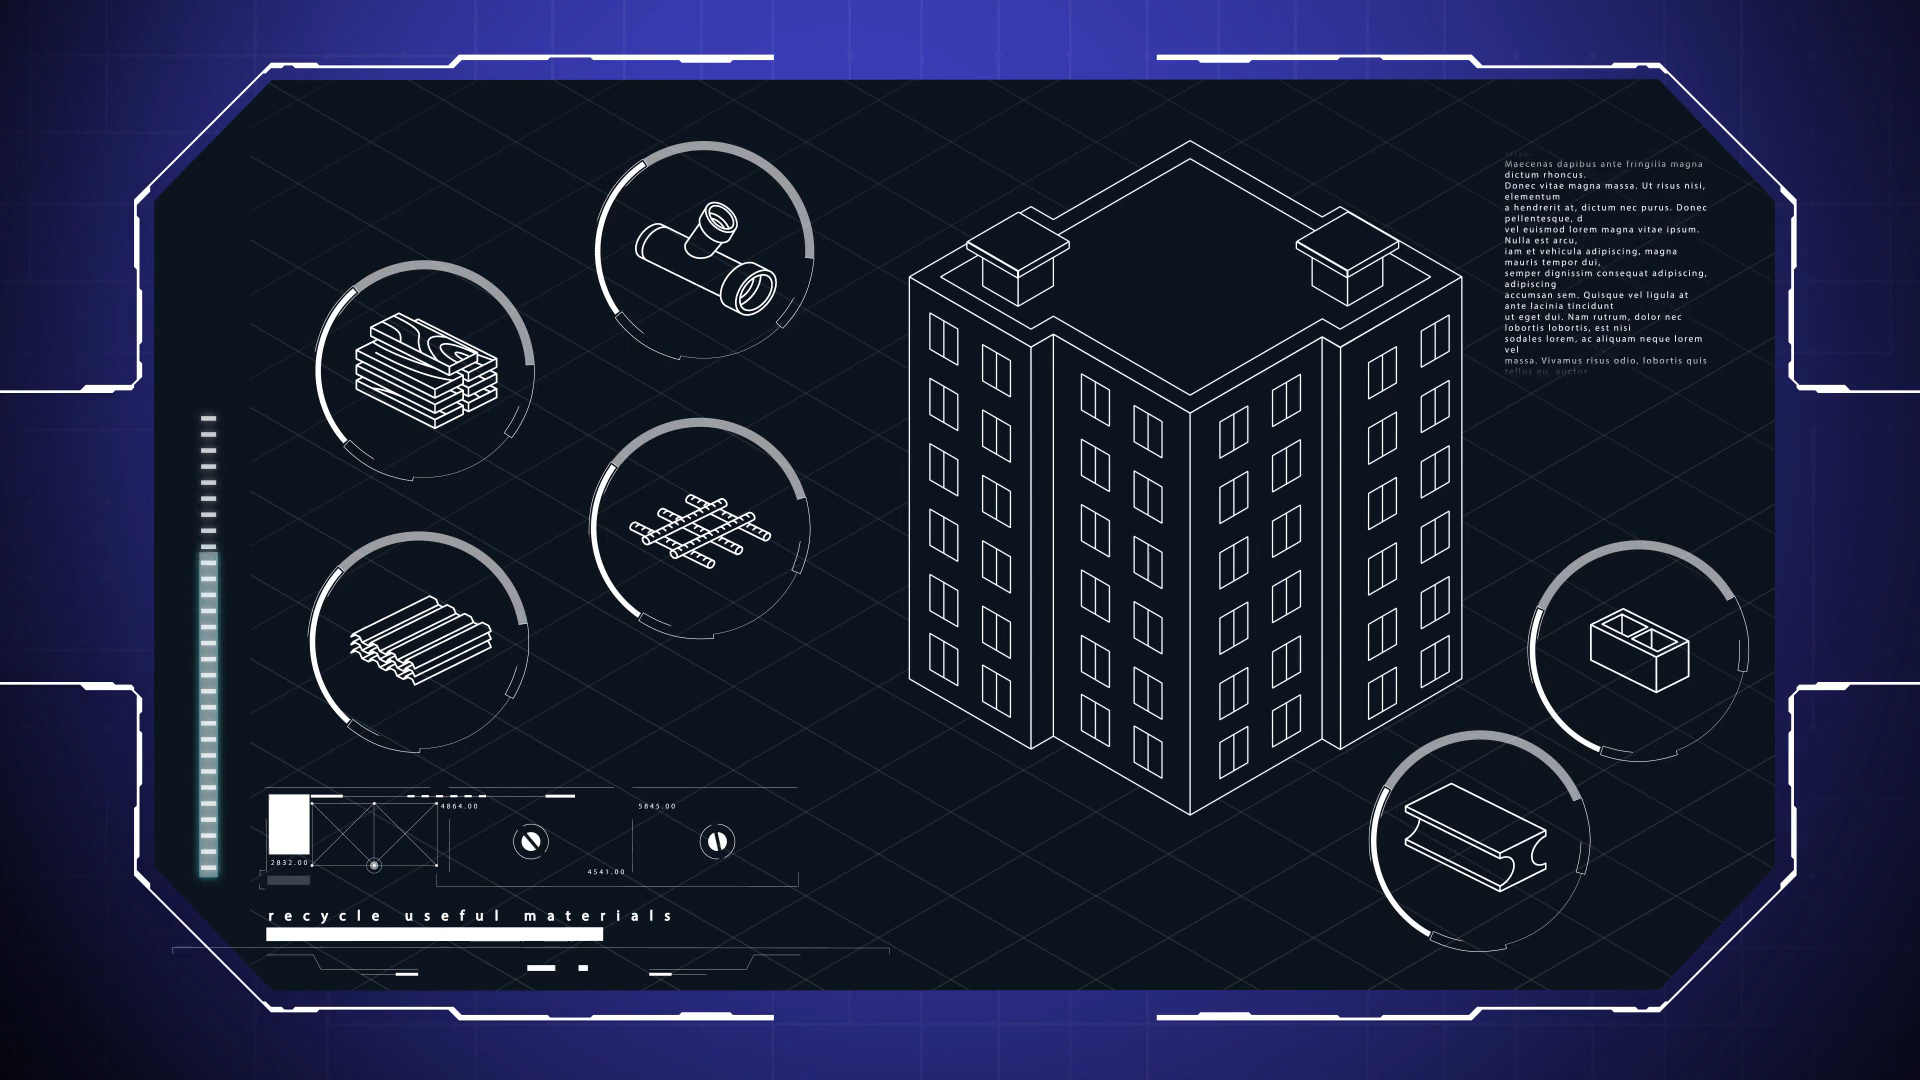 Maecenas dapibus ante fringilla magna
dictum rhoncus.
Donec vitae magna massa. Ut risus nisi,
elementum
a hendrerit at, dictum nec purus. Donec
pellentesque, d
vel euismod lorem magna vitae ipsum.
Nulla est arcu,
iam et vehicula adipiscing, magna
mauris tempor dui,
semper dignissim consequat adipiscing,
adipiscing
accumsan sem. Quisque vel ligula at
ante lacinia tincidunt
ut eget dui. Nam rutrum, dolor nec
lobortis lobortis, est nisi
sodales lorem, ac aliquam neque lorem
vel
massa. Vivamus risus odio, lobortis quis
tellus eu, auctor
4864.00
5845.00
2832.00
4541.00
recycle useful materials